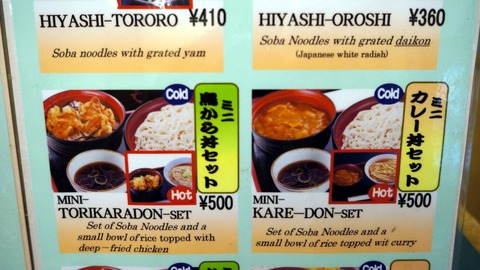 HIYASHI-TORORO ¥410
Soba noodles with grated yam
HIYASHI-OROSHI ¥360
Soba Noodles with grated daikon
(Japanese white radish)
Cold
ミニ
鳥から丼セット
Hot
MINI-
TORIKARADON-SET
¥500
Set of Soba Noodles and a
small bowl of rice topped with
deep-fried chicken
Cold
ミニ
カレー丼セット
Hot
MINI-
KARE-DON-SET
¥500
Set of Soba Noodles and a
small bowl of rice topped wit curry
Cold
Cold